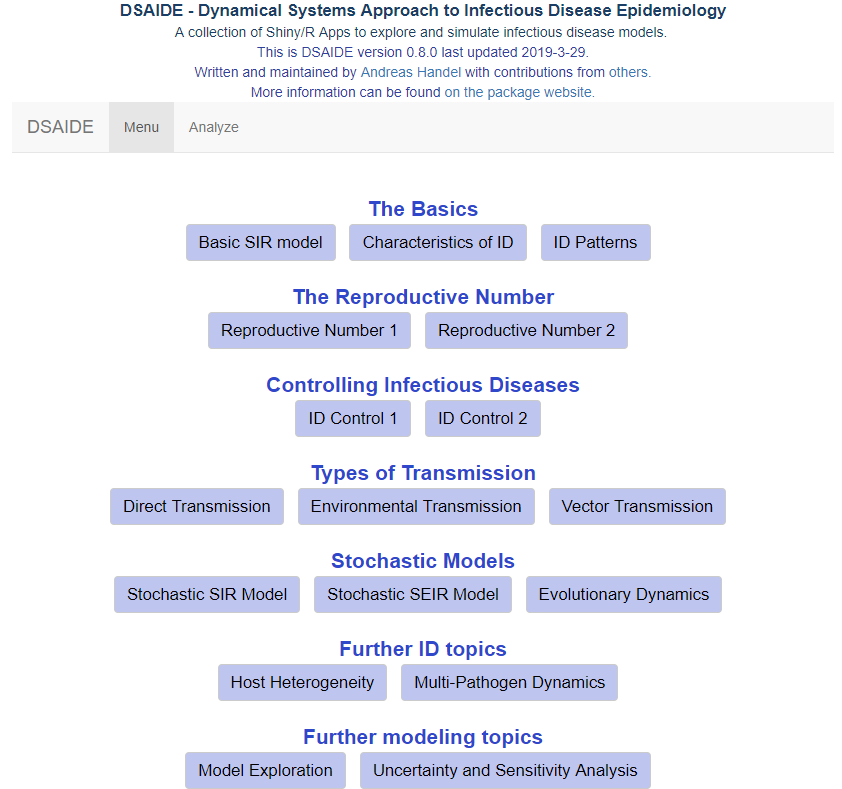 DSAIDE - Dynamical Systems Approach to Infectious Disease Epidemiology
A collection of Shiny/R Apps to explore and simulate infectious disease models.
This is DSAIDE version 0.8.0 last updated 2019-3-29.
Written and maintained by Andreas Handel with contributions from others.
More information can be found on the package website.
DSAIDE Menu Analyze
The Basics
Basic SIR model Characteristics of ID ID Patterns
The Reproductive Number
Reproductive Number 1 Reproductive Number 2
Controlling Infectious Diseases
ID Control 1 ID Control 2
Types of Transmission
Direct Transmission Environmental Transmission Vector Transmission
Stochastic Models
Stochastic SIR Model Stochastic SEIR Model Evolutionary Dynamics
Further ID topics
Host Heterogeneity Multi-Pathogen Dynamics
Further modeling topics
Model Exploration Uncertainty and Sensitivity Analysis